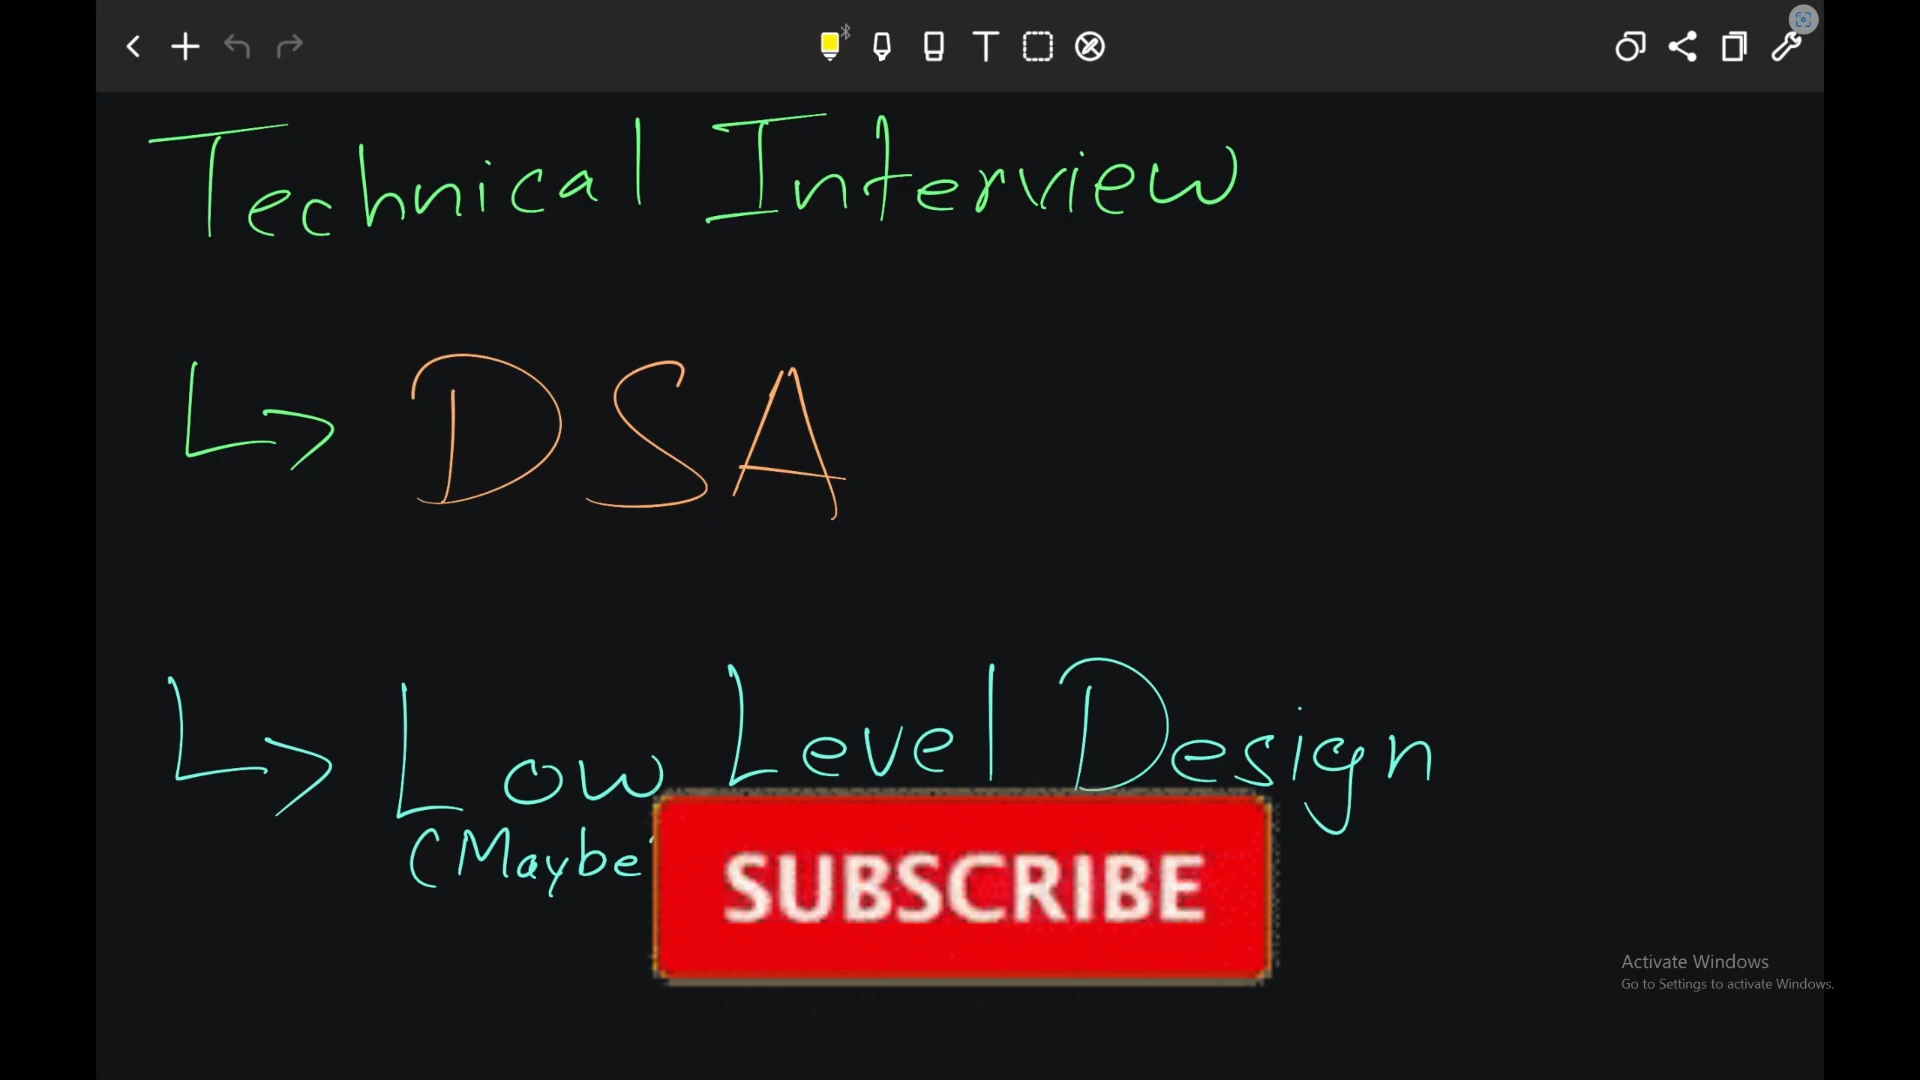 Technical Interview
DSA
Low Level Design
(Maybe
SUBSCRIBE
Activate Windows
Go to Settings to activate Windows.